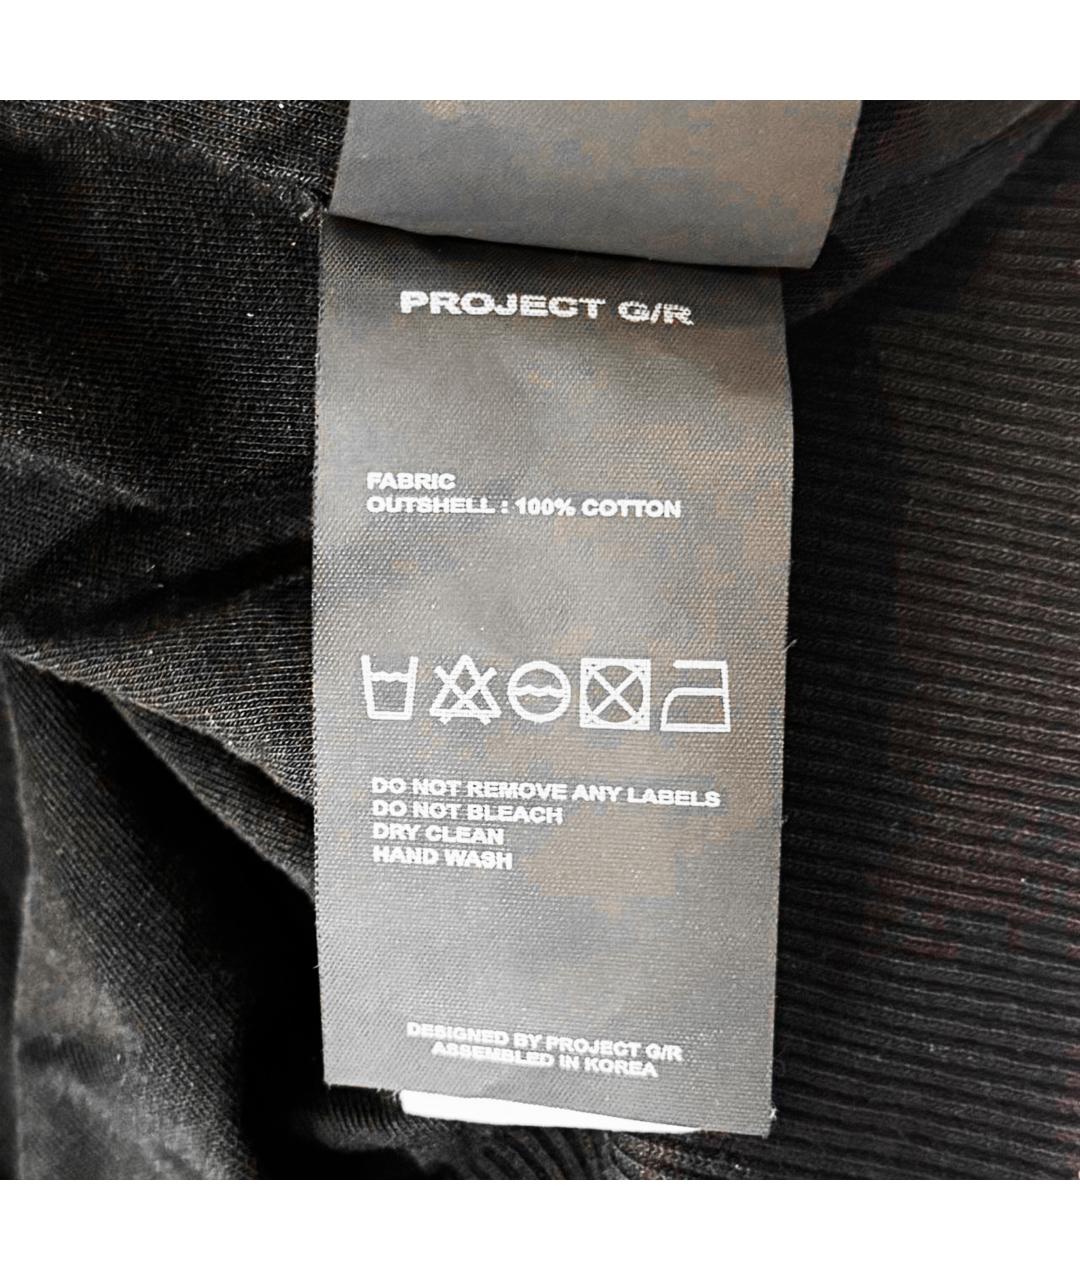 PROJECT G/R
FABRIC
OUTSHELL : 100% COTTON
DO NOT REMOVE ANY LABELS
DO NOT BLEACH
DRY CLEAN
HAND WASH
DESIGNED BY PROJECT G/R
ASSEMBLED IN KOREA